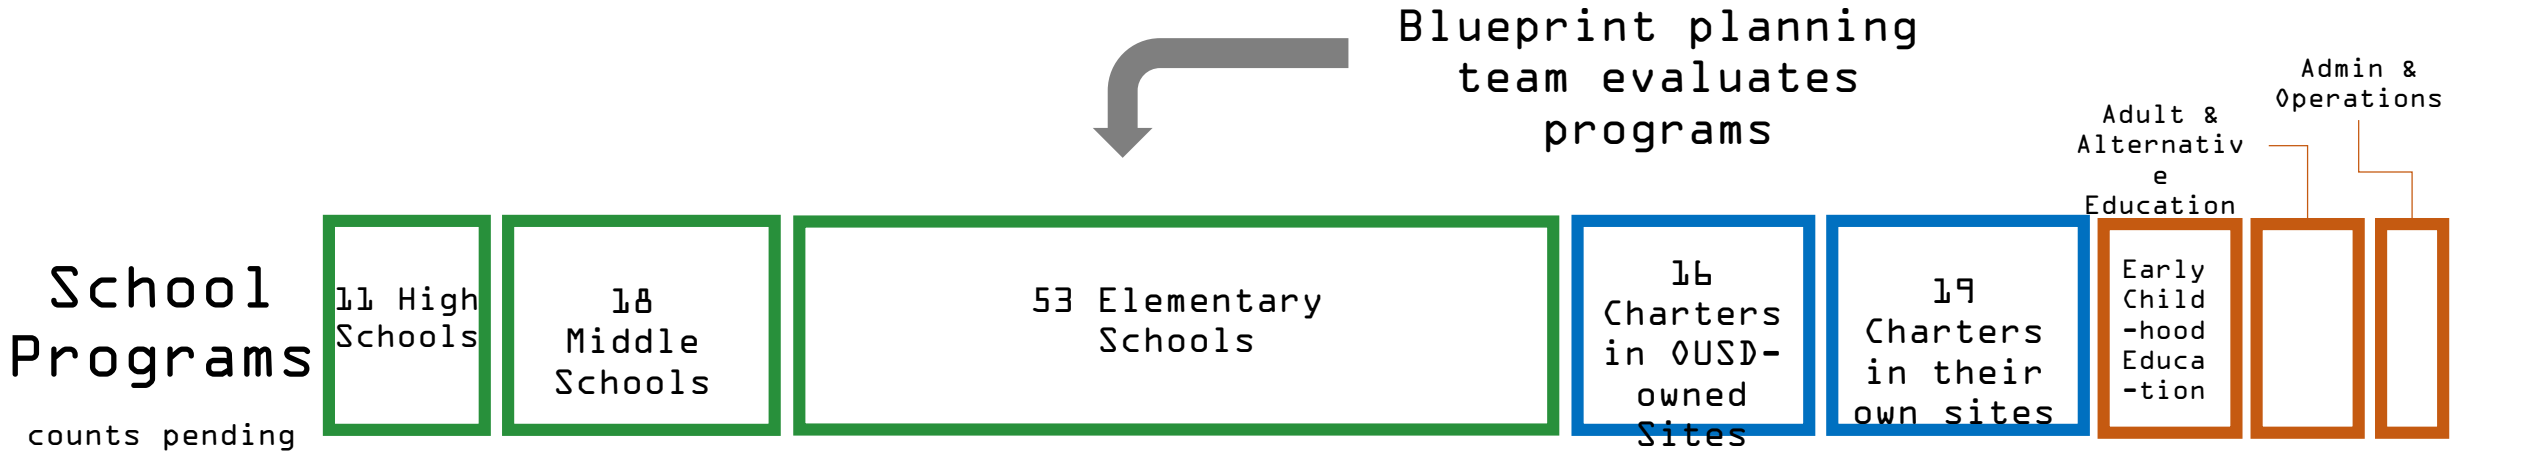 Blueprint planning
team evaluates
programs
Admin &
Operations
Adult &
Alternativ
e
Education
School
Programs
counts pending
11 High
Schools
18
Middle
Schools
53 Elementary
Schools
16
Charters
in OUSD-
owned
Sites
19
Charters
in their
own sites
Early
Child
-hood
Educa
-tion